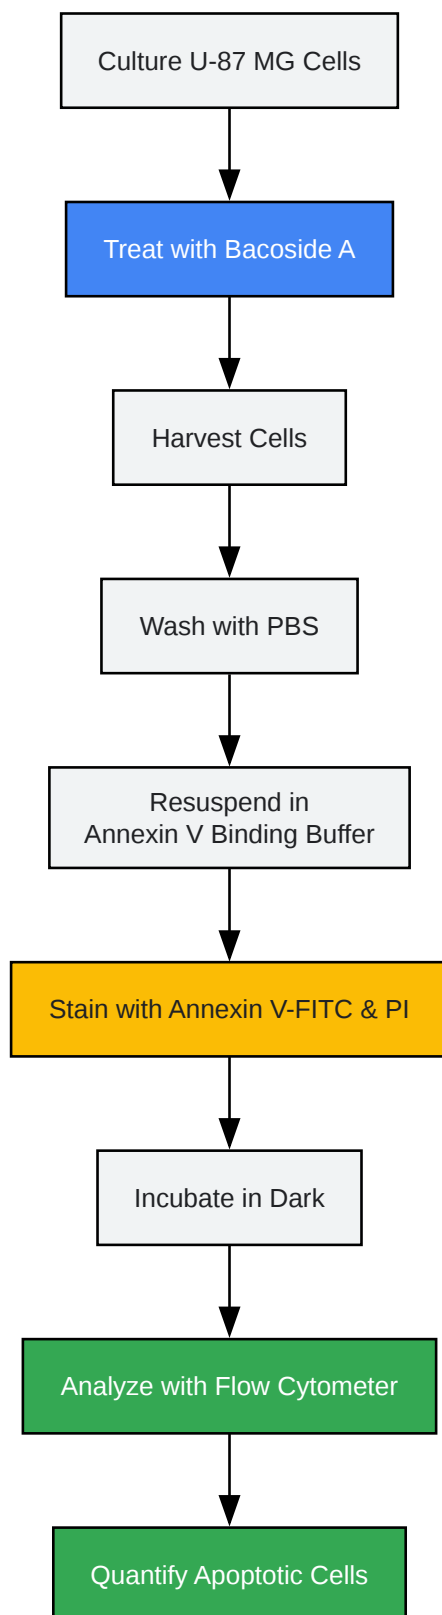 Culture U-87 MG Cells
Treat with Bacoside A
Harvest Cells
Wash with PBS
Resuspend in
Annexin V Binding Buffer
Stain with Annexin V-FITC & PI
Incubate in Dark
Analyze with Flow Cytometer
Quantify Apoptotic Cells